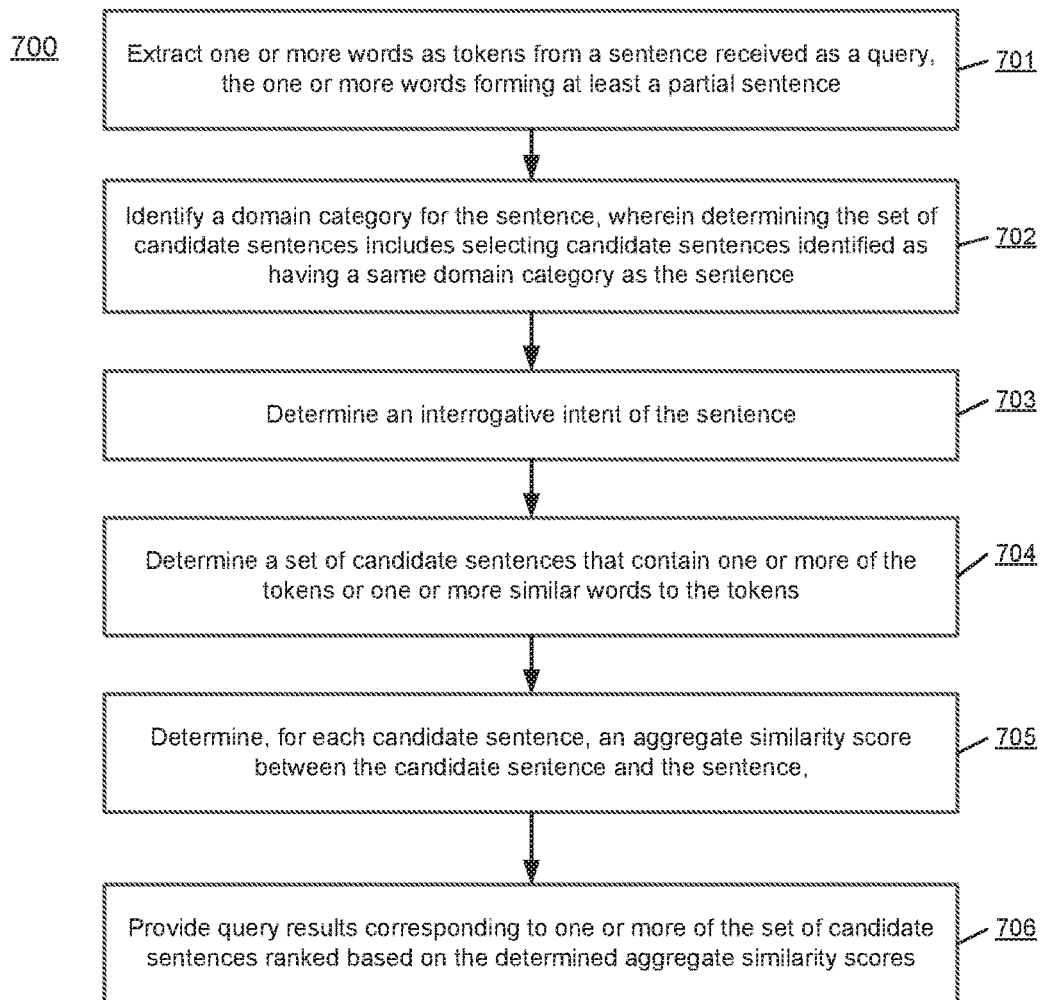 700
Extract one or more words as tokens from a sentence received as a query,
the one or more words forming at least a partial sentence
701
Identify a domain category for the sentence, wherein determining the set of
candidate sentences includes selecting candidate sentences identified as
having a same domain category as the sentence
702
Determine an interrogative intent of the sentence
703
Determine a set of candidate sentences that contain one or more of the
tokens or one or more similar words to the tokens
704
Determine, for each candidate sentence, an aggregate similarity score
between the candidate sentence and the sentence,
705
Provide query results corresponding to one or more of the set of candidate
sentences ranked based on the determined aggregate similarity scores
706